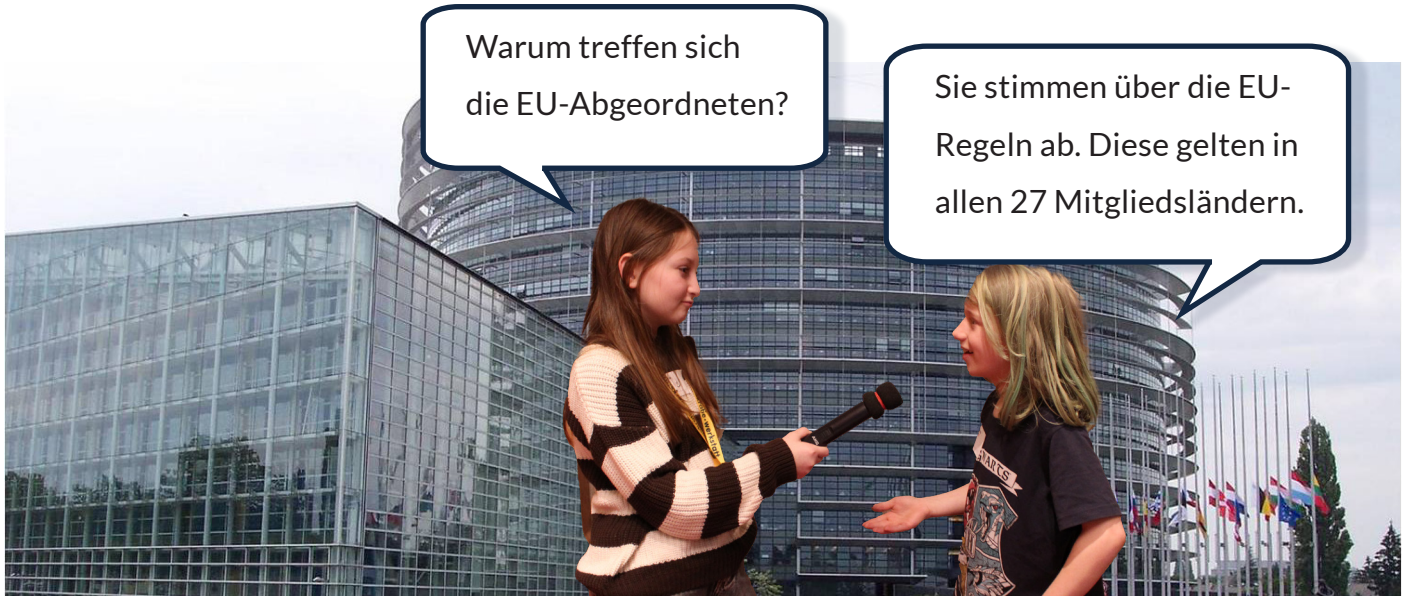 Warum treffen sich
die EU-Abgeordneten?
Sie stimmen über die EU-
Regeln ab. Diese gelten in
allen 27 Mitgliedsländern.